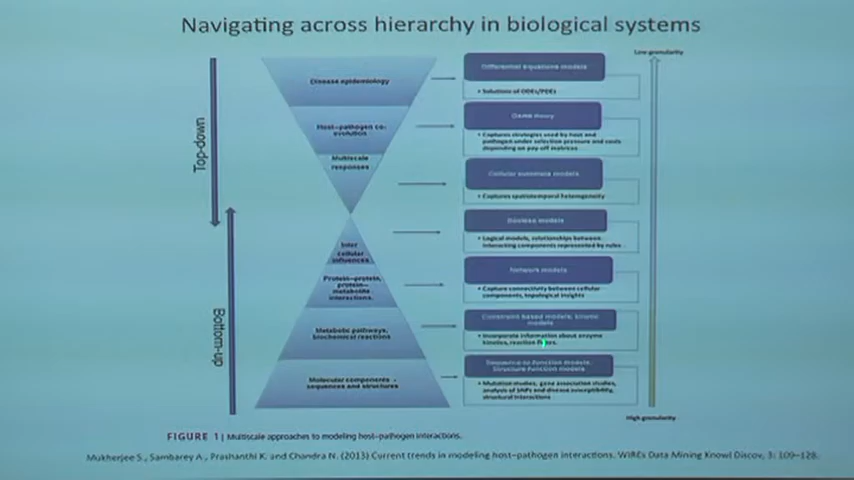 Navigating across hierarchy in biological systems
Low granularity
Top-down
Bottom-up
Disease epidemiology
Host–pathogen co-
evolution
Multiscale
responses
Inter
cellular
influences
Protein–protein,
protein–
metabolite
interactions.
Metabolic pathways,
biochemical reactions
Molecular components –
sequences and structures
Differential equations models
• Solutions of ODEs/PDEs
Game theory
• Captures strategies used by host and
pathogen under selection pressure and costs
depending on pay off matrices
Cellular automata models
• Captures spatiotemporal heterogeneity
Boolean models
• Logical models, relationships between
interacting components represented by rules
Network models
• Capture connectivity between cellular
components, topological insights
Constraint based models, kinetic
models
• Incorporate information about enzyme
kinetics, reaction
Sequence-to-function models,
Structure-function models
• Mutation studies, gene association studies,
analysis of SNPs and disease susceptibility,
structural interactions
High granularity
FIGURE 1 | Multiscale approaches to modeling host–pathogen interactions.
Mukherjee S., Sambarey A., Prashanthi K. and Chandra N. (2013) Current trends in modeling host–pathogen interactions. WIREs Data Mining Knowl Discov, 3: 109–128.